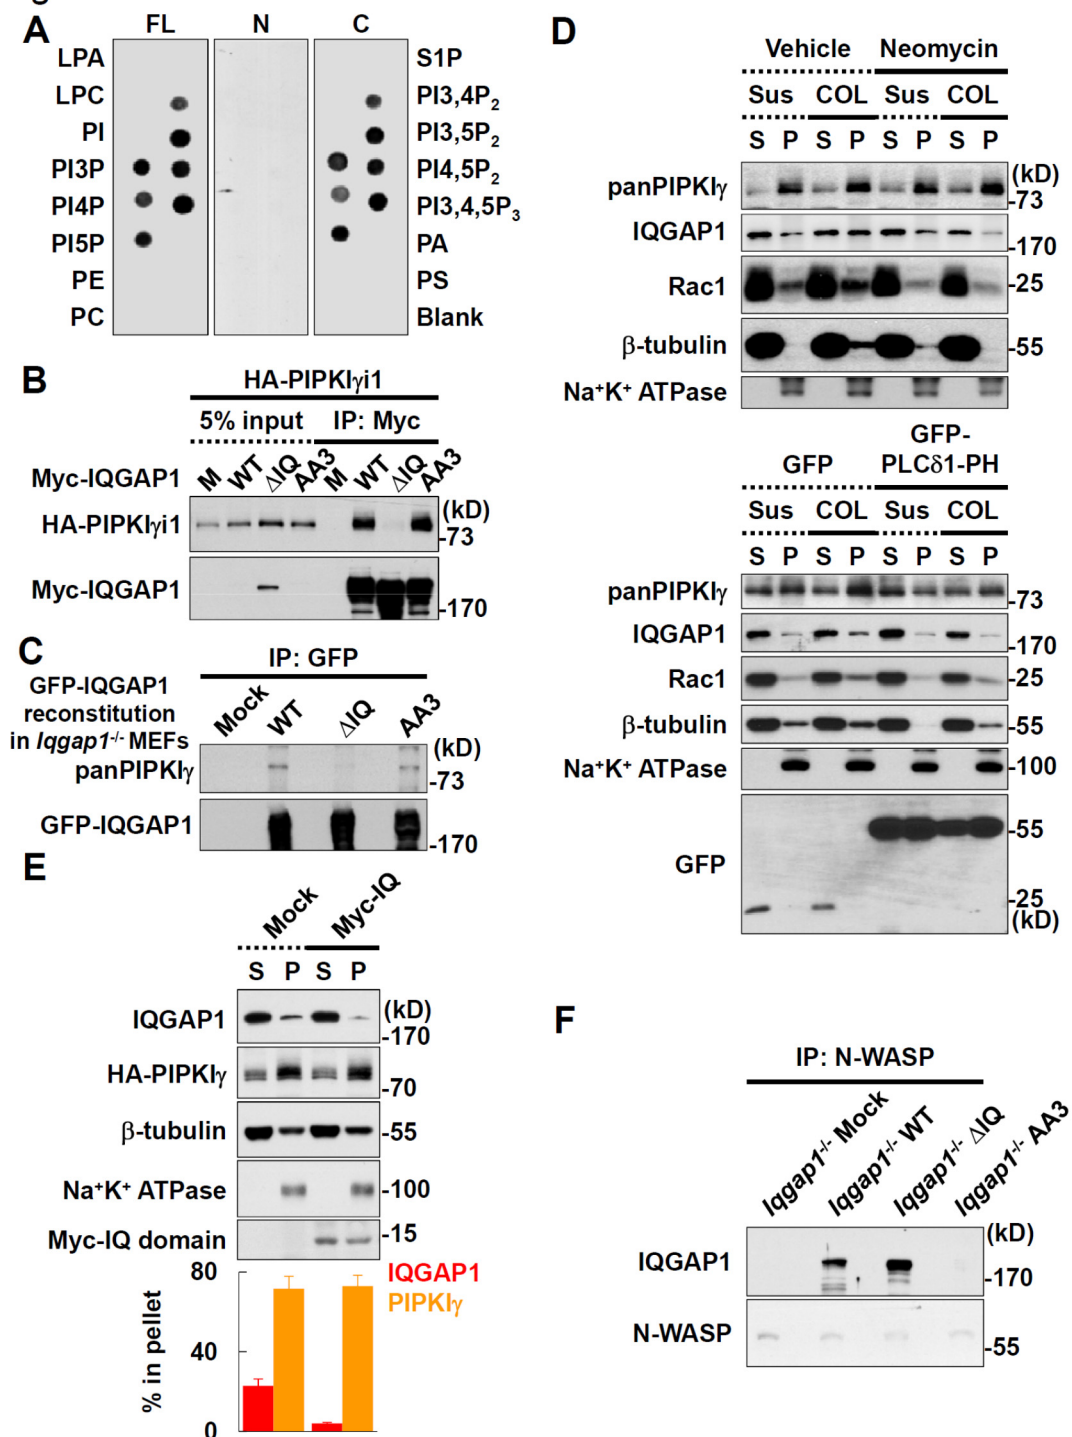 A
FL N C
LPA S1P
LPC PI3,4P2
PI PI3,5P2
PI3P PI4,5P2
PI4P PI3,4,5P3
PI5P PA
PE PS
PC Blank
B
HA-PIPKIγi1
5% input IP: Myc
Myc-IQGAP1 M WT ΔIQ AA3 M WT ΔIQ AA3
(kD)
HA-PIPKIγi1 -73
Myc-IQGAP1 -170
C
IP: GFP
GFP-IQGAP1
reconstitution
in Iqgap1-/- MEFs
Mock WT ΔIQ AA3
(kD)
panPIPKIγ -73
GFP-IQGAP1 -170
D
Vehicle Neomycin
Sus COL Sus COL
S P S P S P S P
(kD)
panPIPKIγ -73
IQGAP1 -170
Rac1 -25
β-tubulin -55
Na+K+ ATPase
GFP GFP-
PLCδ1-PH
Sus COL Sus COL
S P S P S P S P
panPIPKIγ -73
IQGAP1 -170
Rac1 -25
β-tubulin -55
Na+K+ ATPase -100
GFP -55
-25
(kD)
E
Mock Myc-IQ
S P S P
(kD)
IQGAP1 -170
HA-PIPKIγ -70
β-tubulin -55
Na+K+ ATPase -100
Myc-IQ domain -15
80 IQGAP1
PIPKIγ
40
% in pellet
0
F
IP: N-WASP
Iqgap1-/- Mock Iqgap1-/- WT Iqgap1-/- ΔIQ Iqgap1-/- AA3
(kD)
IQGAP1 -170
N-WASP -55